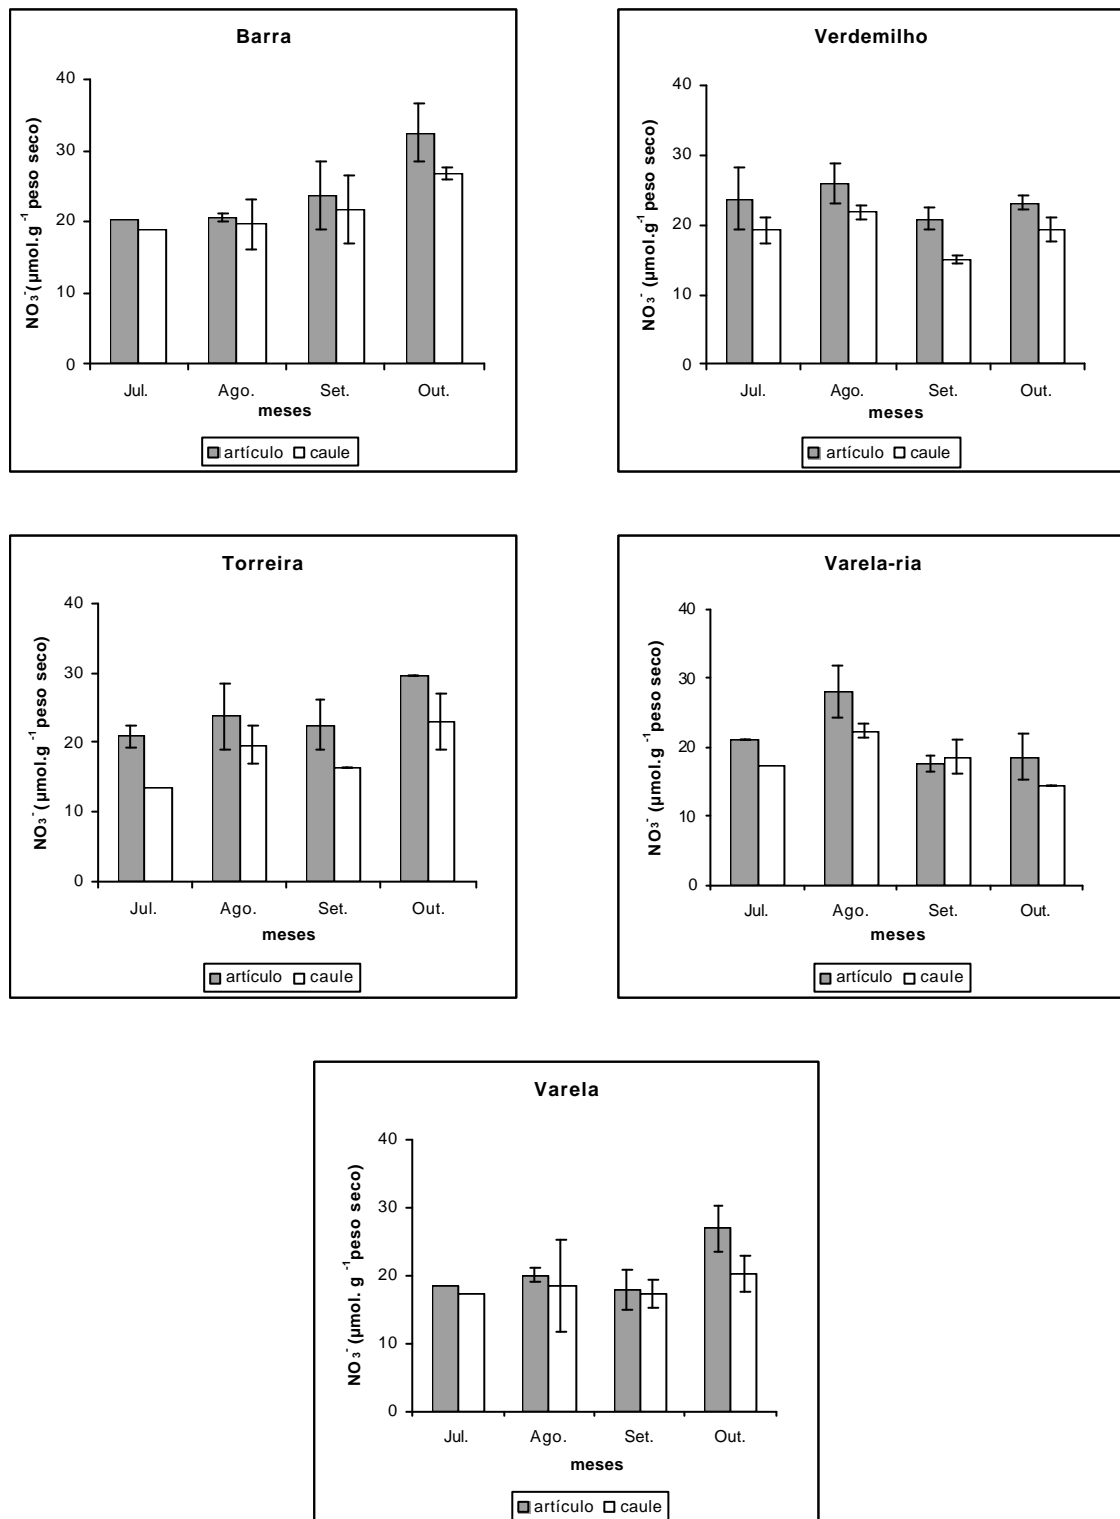 Barra
NO₃⁻ (µmol.g⁻¹ peso seco)
40
30
20
10
0
Jul. Ago. Set. Out.
meses
artículo caule
Verdemilho
NO₃⁻ (µmol.g⁻¹ peso seco)
40
30
20
10
0
Jul. Ago. Set. Out.
meses
artículo caule
Torreira
NO₃⁻ (µmol.g⁻¹ peso seco)
40
30
20
10
0
Jul. Ago. Set. Out.
meses
artículo caule
Varela-ria
NO₃⁻ (µmol.g⁻¹ peso seco)
40
30
20
10
0
Jul. Ago. Set. Out.
meses
artículo caule
Varela
NO₃⁻ (µmol. g⁻¹ peso seco)
40
30
20
10
0
Jul. Ago. Set. Out.
meses
artículo caule